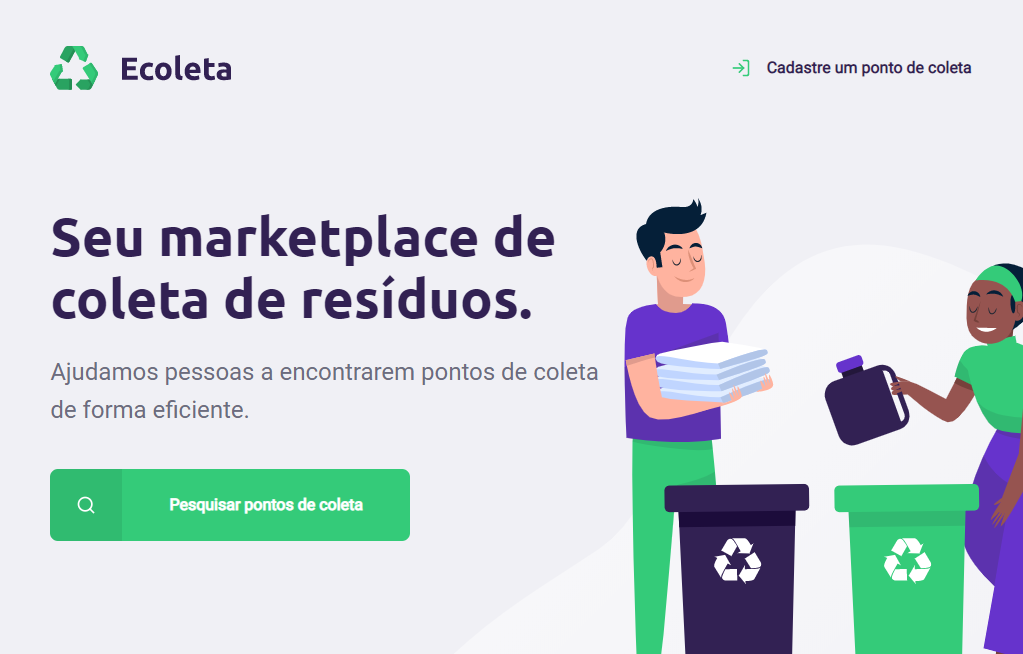 Ecoleta
Cadastre um ponto de coleta
Seu marketplace de
coleta de resíduos.
Ajudamos pessoas a encontrarem pontos de coleta
de forma eficiente.
Pesquisar pontos de coleta